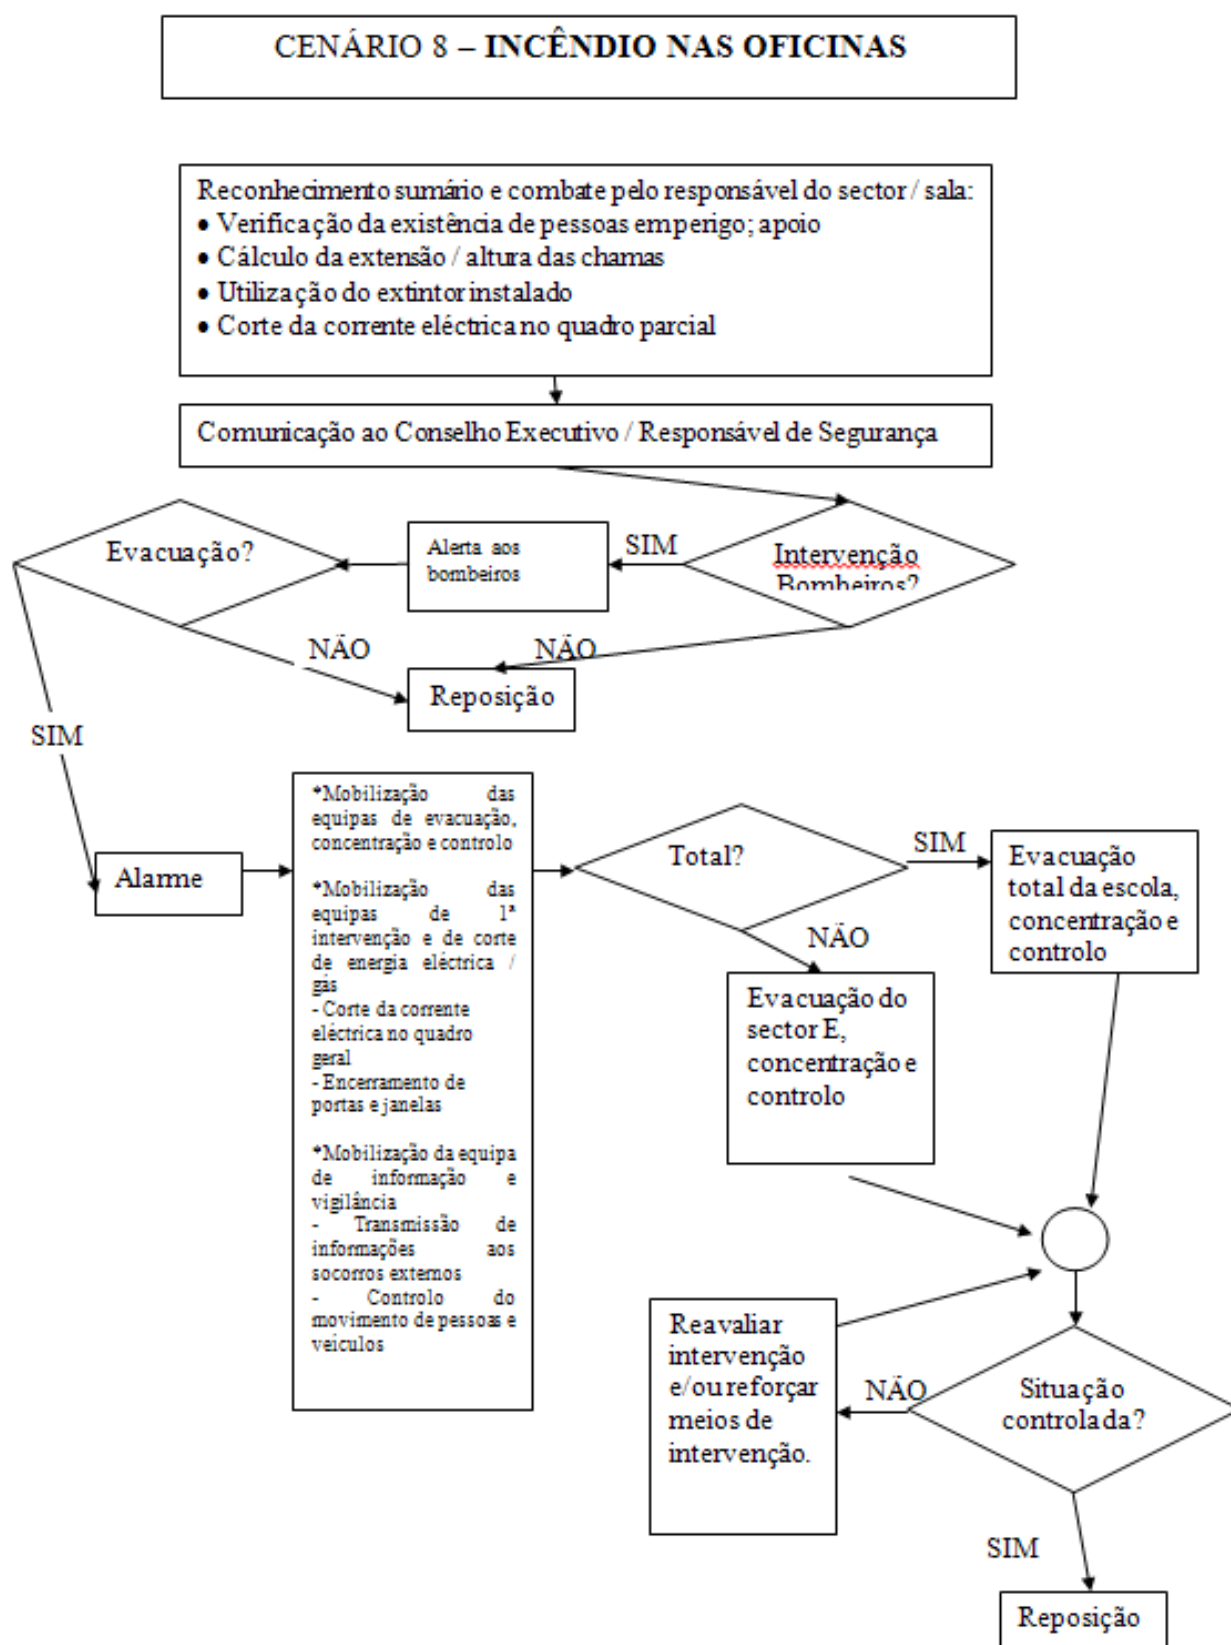 CENÁRIO 8 – INCÊNDIO NAS OFICINAS
Reconhecimento sumário e combate pelo responsável do sector / sala:
• Verificação da existência de pessoas em perigo; apoio
• Cálculo da extensão / altura das chamas
• Utilização do extintor instalado
• Corte da corrente eléctrica no quadro parcial
Comunicação ao Conselho Executivo / Responsável de Segurança
Evacuação?
Alerta aos
bombeiros
SIM
Intervenção
Bombeiros?
NÃO
NÃO
Reposição
SIM
Alarme
*Mobilização das
equipas de evacuação,
concentração e controlo
*Mobilização das
equipas de 1ª
intervenção e de corte
de energia eléctrica /
gás
- Corte da corrente
eléctrica no quadro
geral
- Encerramento de
portas e janelas
*Mobilização da equipa
de informação e
vigilância
- Transmissão de
informações aos
socorros externos
- Controlo do
movimento de pessoas e
veículos
Total?
SIM
Evacuação
total da escola,
concentração e
controlo
NÃO
Evacuação do
sector E,
concentração e
controlo
Reavaliar
intervenção
e/ou reforçar
meios de
intervenção.
NÃO
Situação
controlada?
SIM
Reposição